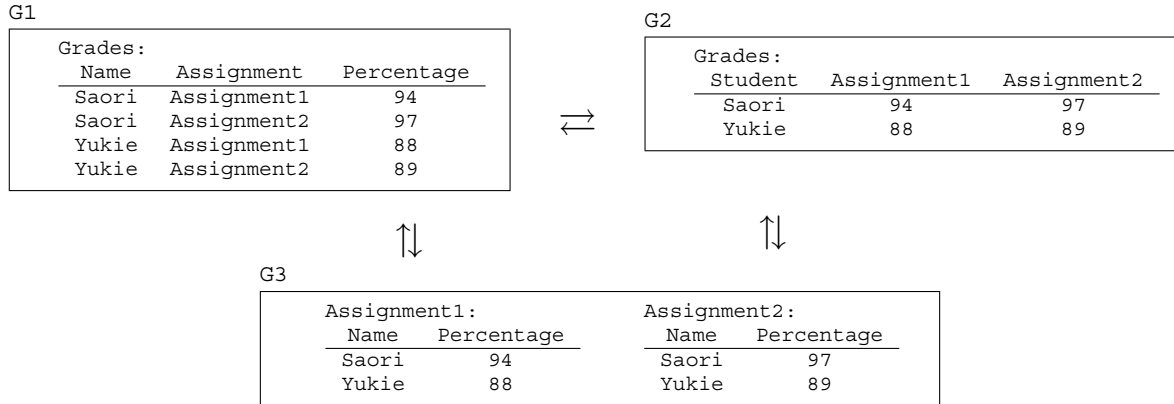 G1
Grades:
Name Assignment Percentage
Saori Assignment1 94
Saori Assignment2 97
Yukie Assignment1 88
Yukie Assignment2 89
G2
Grades:
Student Assignment1 Assignment2
Saori 94 97
Yukie 88 89
G3
Assignment1:
Name Percentage
Saori 94
Yukie 88
Assignment2:
Name Percentage
Saori 97
Yukie 89